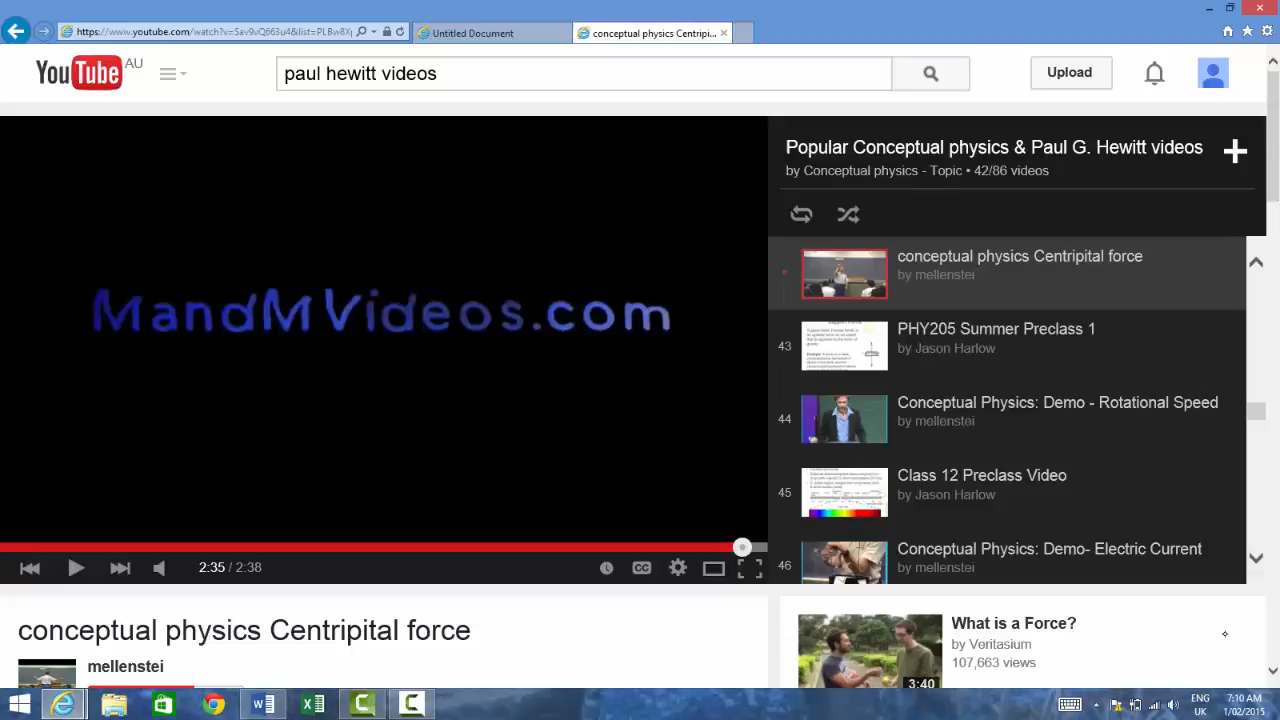 https://www.youtube.com/watch?v=Sav9vQ663u4&list=PLBw8Xp
Untitled Document
conceptual physics Centripi...
YouTube AU
paul hewitt videos
Upload
MandMVideos.com
Popular Conceptual physics & Paul G. Hewitt videos
by Conceptual physics - Topic • 42/86 videos
conceptual physics Centripital force
by mellenstei
43
PHY205 Summer Preclass 1
by Jason Harlow
44
Conceptual Physics: Demo - Rotational Speed
by mellenstei
45
Class 12 Preclass Video
by Jason Harlow
46
Conceptual Physics: Demo- Electric Current
by mellenstei
2:35 / 2:38
CC
conceptual physics Centripital force
mellenstei
What is a Force?
by Veritasium
107,663 views
3:40
ENG
UK
7:10 AM
1/02/2015